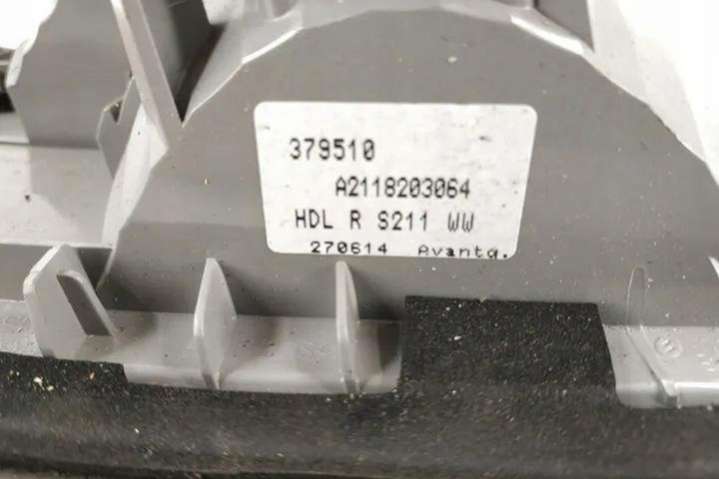 379510
A2118203064
HDL R S211 WW
270614 Avantg.